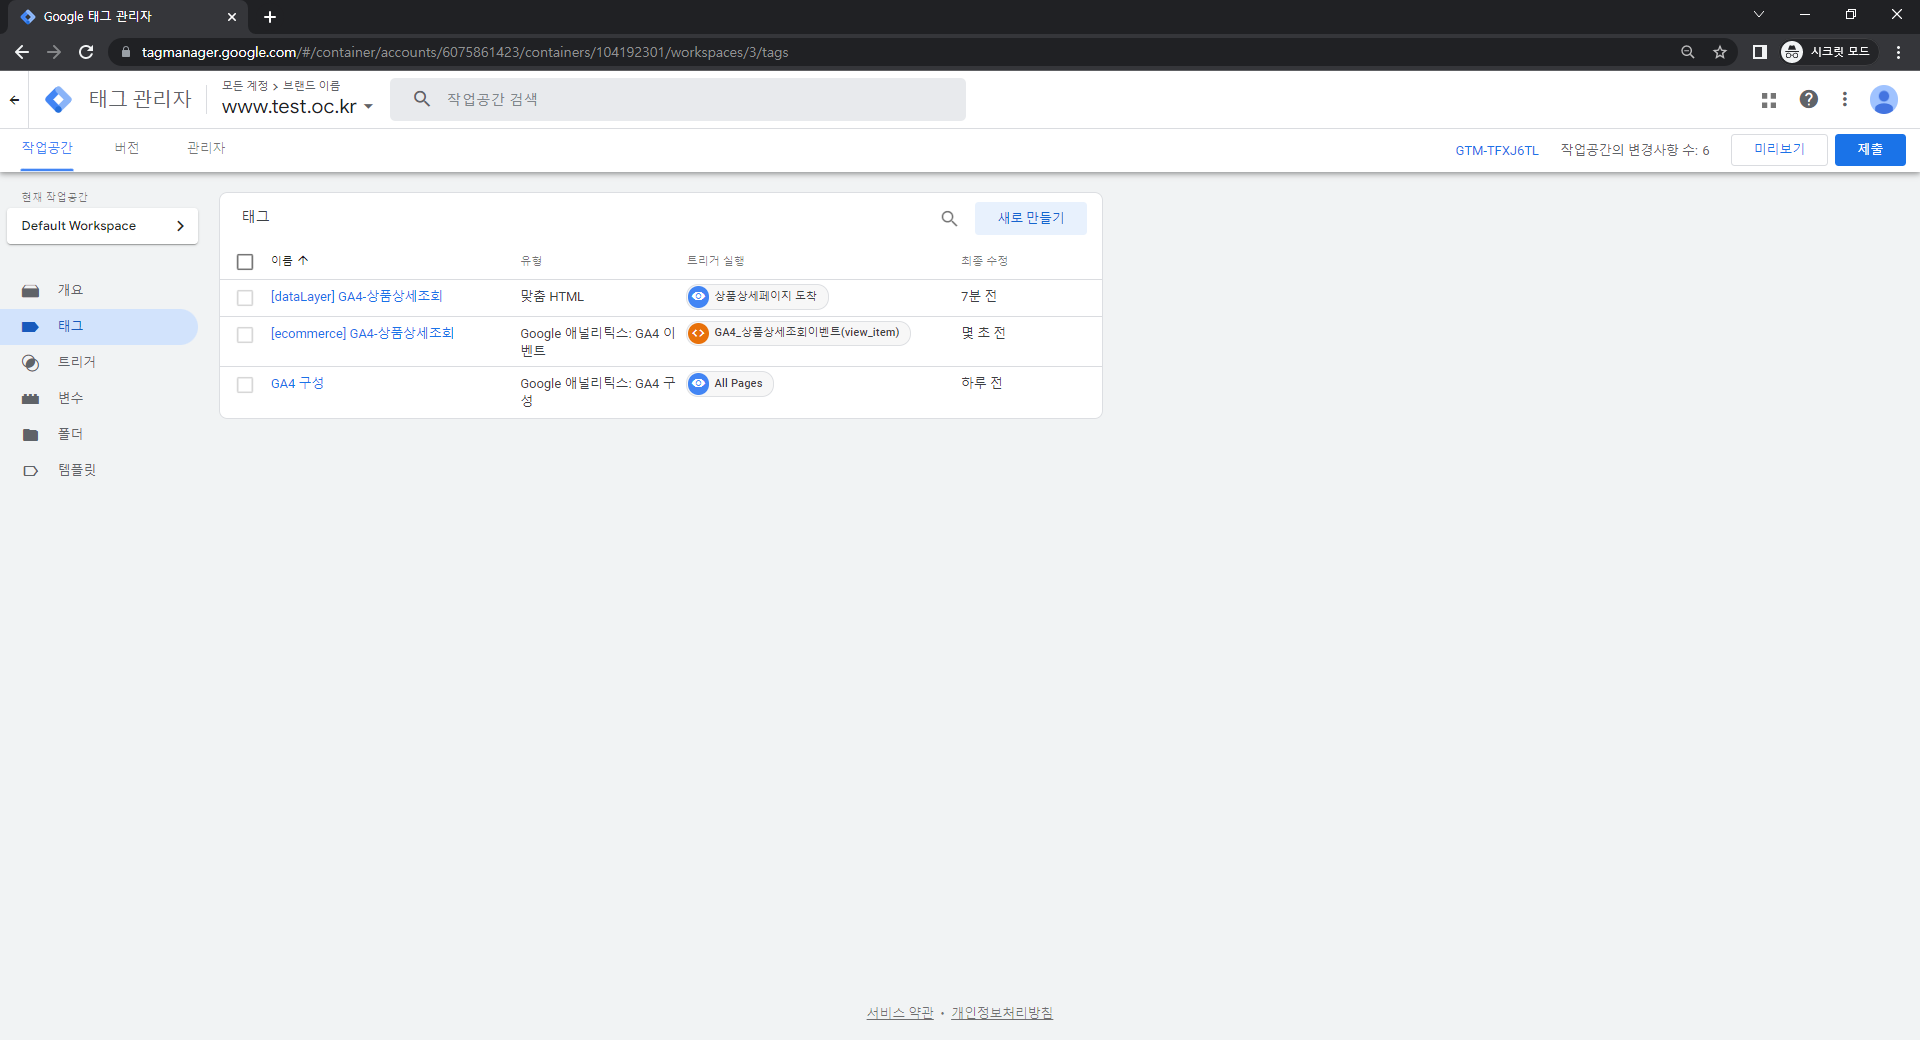 Google 태그 관리자
tagmanager.google.com/#/container/accounts/6075861423/containers/104192301/workspaces/3/tags
시크릿 모드
태그 관리자
모든 계정 > 브랜드 이름
www.test.oc.kr
작업공간 검색
작업공간
버전
관리자
GTM-TFXJ6TL
작업공간의 변경사항 수: 6
미리보기
제출
현재 작업공간
Default Workspace
개요
태그
트리거
변수
폴더
템플릿
태그
새로 만들기
이름 유형 트리거 실행 최종 수정
[dataLayer] GA4-상품상세조회 맞춤 HTML 상품상세페이지 도착 7분 전
[ecommerce] GA4-상품상세조회 Google 애널리틱스: GA4 이 GA4_상품상세조회이벤트(view_item) 몇 초 전
벤트
GA4 구성 Google 애널리틱스: GA4 구 All Pages 하루 전
성
서비스 약관 · 개인정보처리방침